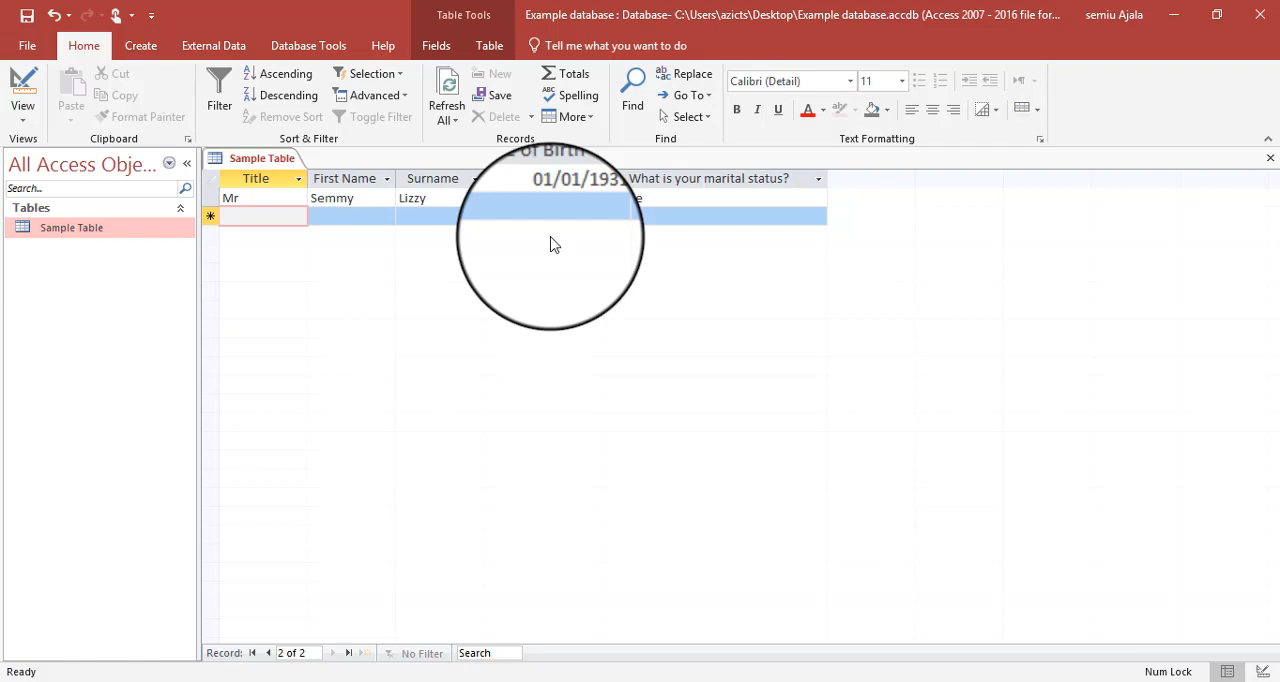 Table Tools
Example database : Database- C:\Users\azicts\Desktop\Example database.accdb (Access 2007 - 2016 file for...
semiu Ajala
File
Home
Create
External Data
Database Tools
Help
Fields
Table
Tell me what you want to do
View
Views
Paste
Cut
Copy
Format Painter
Clipboard
Filter
Ascending
Descending
Remove Sort
Selection
Advanced
Toggle Filter
Sort & Filter
Refresh
All
New
Save
Delete
Totals
Spelling
More
Records
Find
Replace
Go To
Select
Find
Calibri (Detail)
11
B I U
A
Text Formatting
All Access Obje...
Search...
Tables
Sample Table
Sample Table
Title First Name Surname of Birth What is your marital status?
Mr Semmy Lizzy 01/01/1931 e
Record: 2 of 2 No Filter Search
Ready
Num Lock